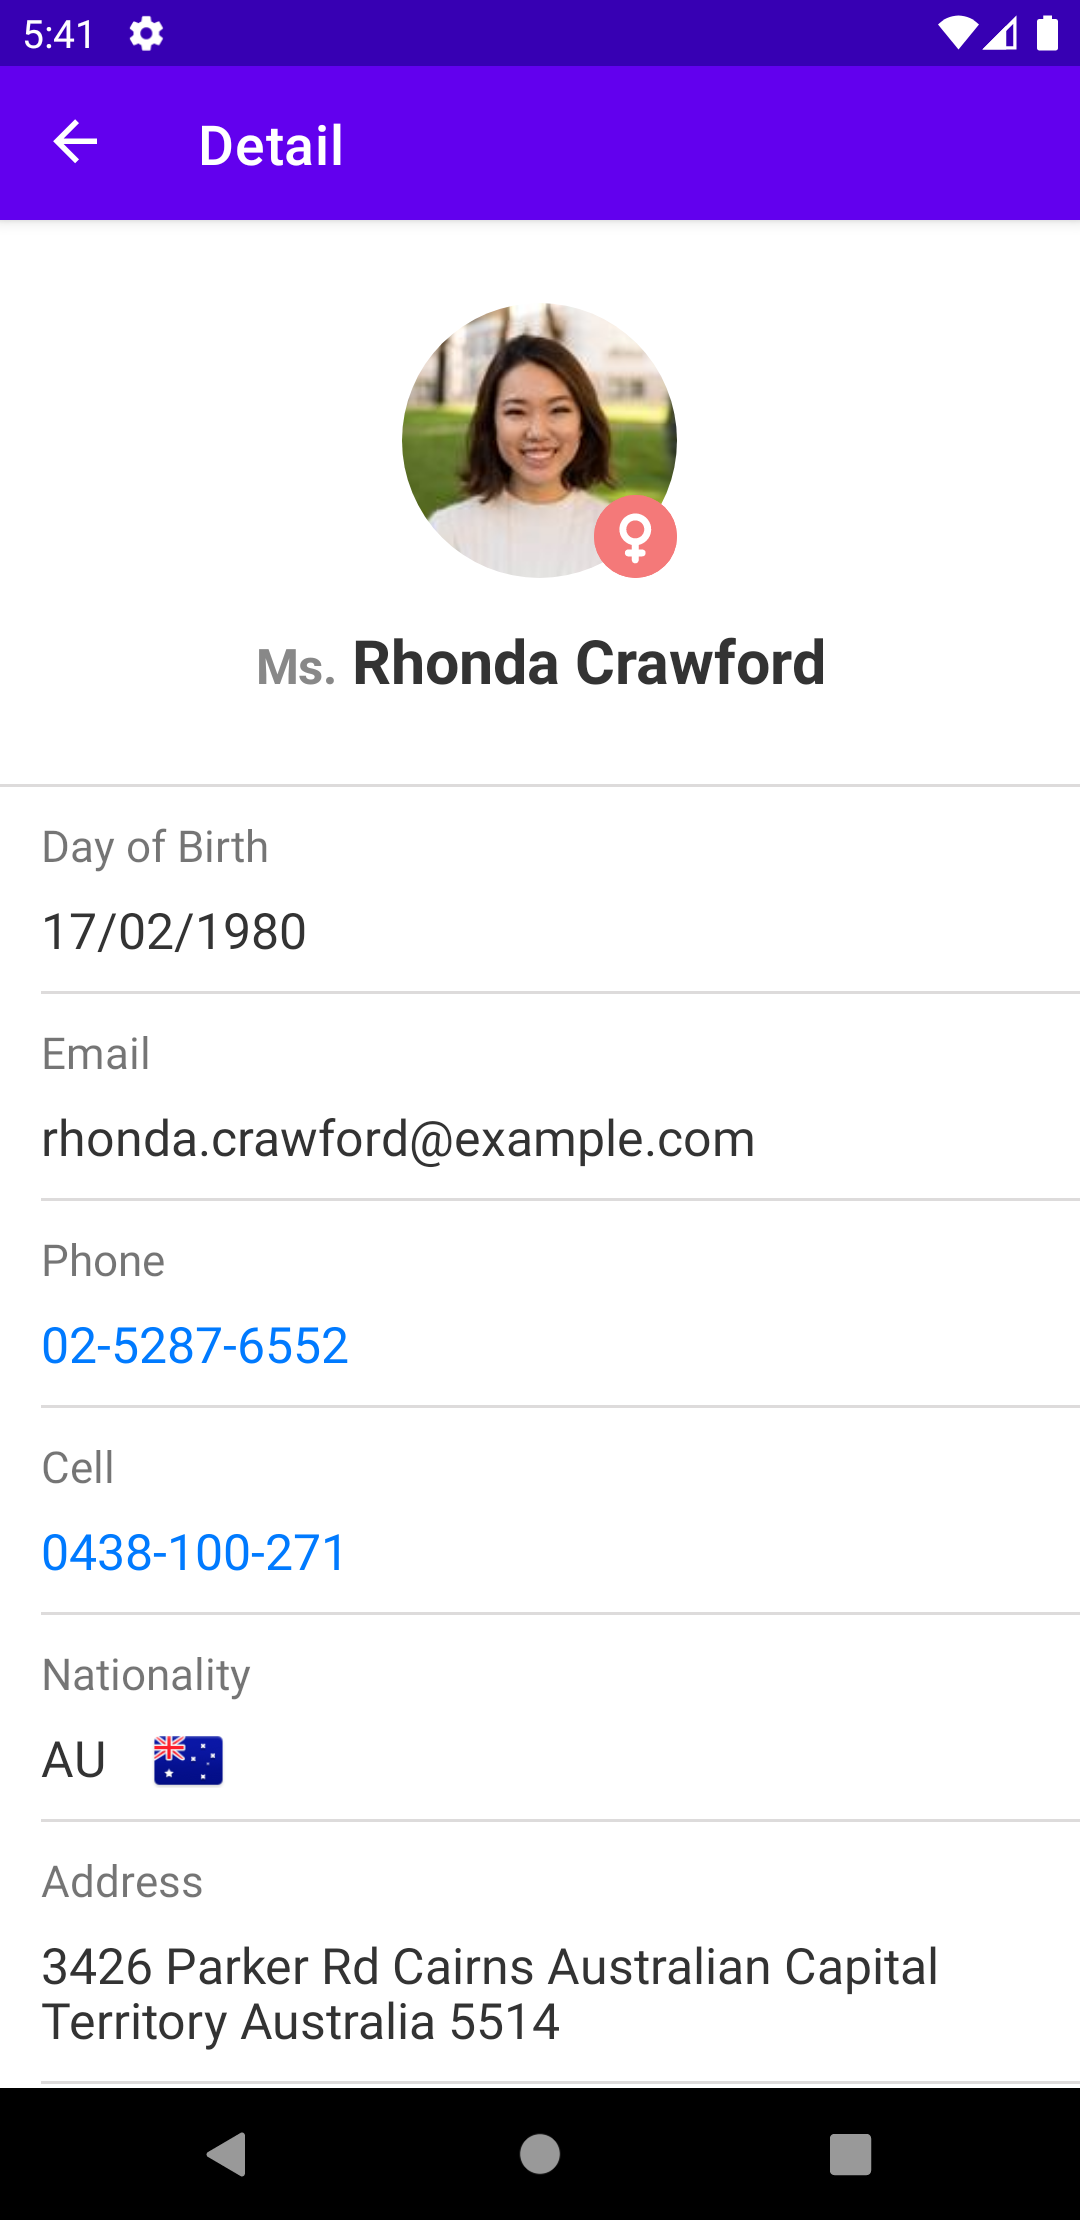 5:41
Detail
Ms. Rhonda Crawford
Day of Birth
17/02/1980
Email
rhonda.crawford@example.com
Phone
02-5287-6552
Cell
0438-100-271
Nationality
AU
Address
3426 Parker Rd Cairns Australian Capital
Territory Australia 5514